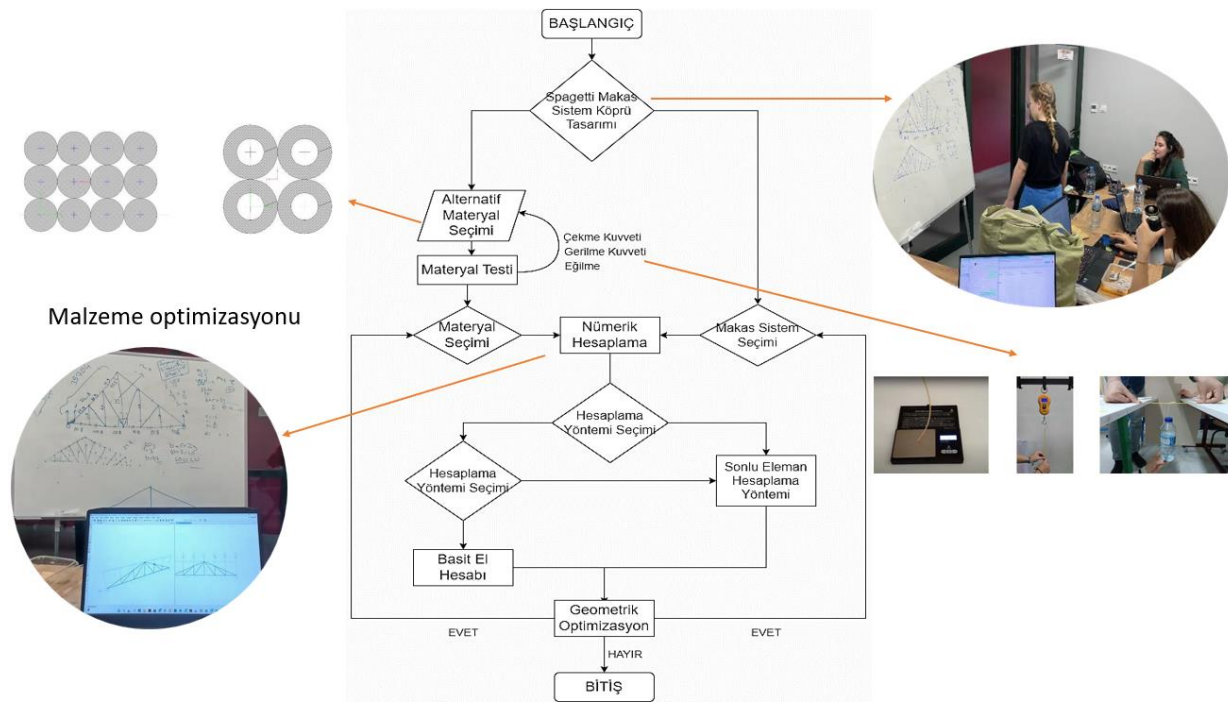 BAŞLANGIÇ
Spagetti Makas
Sistem Köprü
Tasarımı
Alternatif
Materyal
Seçimi
Çekme Kuvveti
Gerilme Kuvveti
Eğilme
Materyal Testi
Malzeme optimizasyonu
Materyal
Seçimi
Nümerik
Hesaplama
Makas Sistem
Seçimi
Hesaplama
Yöntemi Seçimi
Hesaplama
Yöntemi Seçimi
Sonlu Eleman
Hesaplama
Yöntemi
Basit El
Hesabı
Geometrik
Optimizasyon
EVET
EVET
HAYIR
BİTİŞ